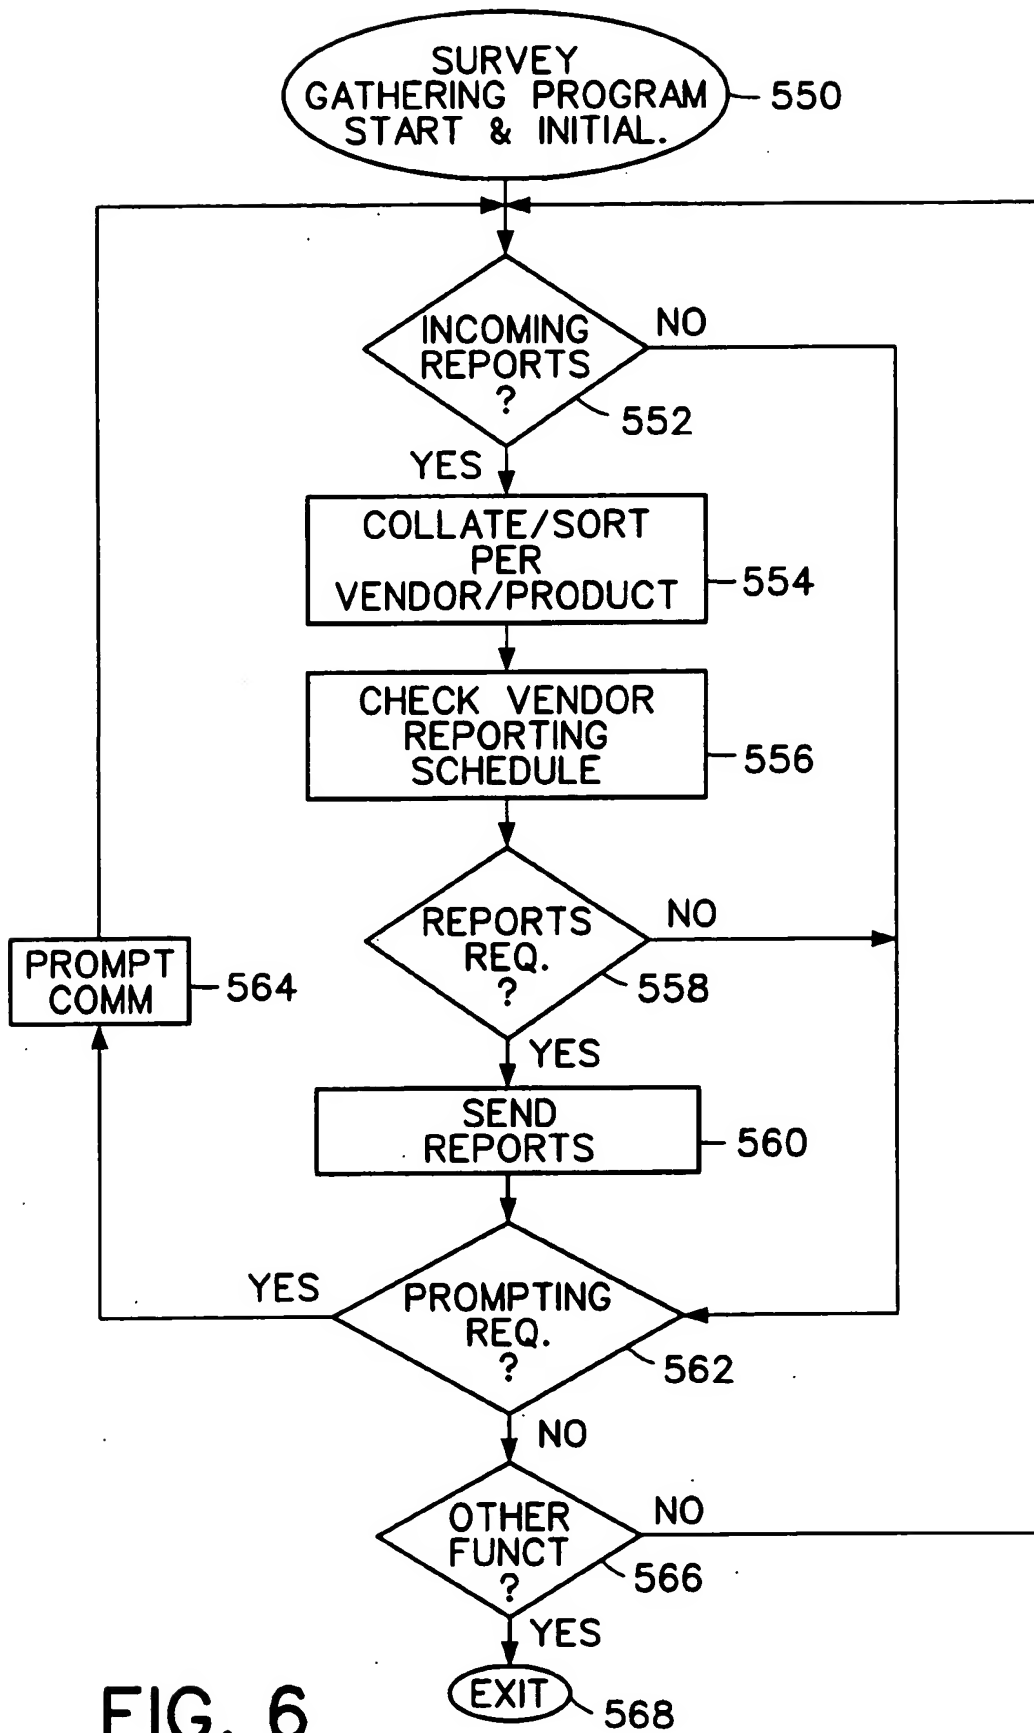 SURVEY
GATHERING PROGRAM
START & INITIAL.
550
INCOMING
REPORTS
?
NO
552
YES
COLLATE/SORT
PER
VENDOR/PRODUCT
554
CHECK VENDOR
REPORTING
SCHEDULE
556
REPORTS
REQ.
?
NO
558
PROMPT
COMM
564
YES
SEND
REPORTS
560
YES
PROMPTING
REQ.
?
562
NO
OTHER
FUNCT
?
NO
566
YES
EXIT
568
FIG. 6